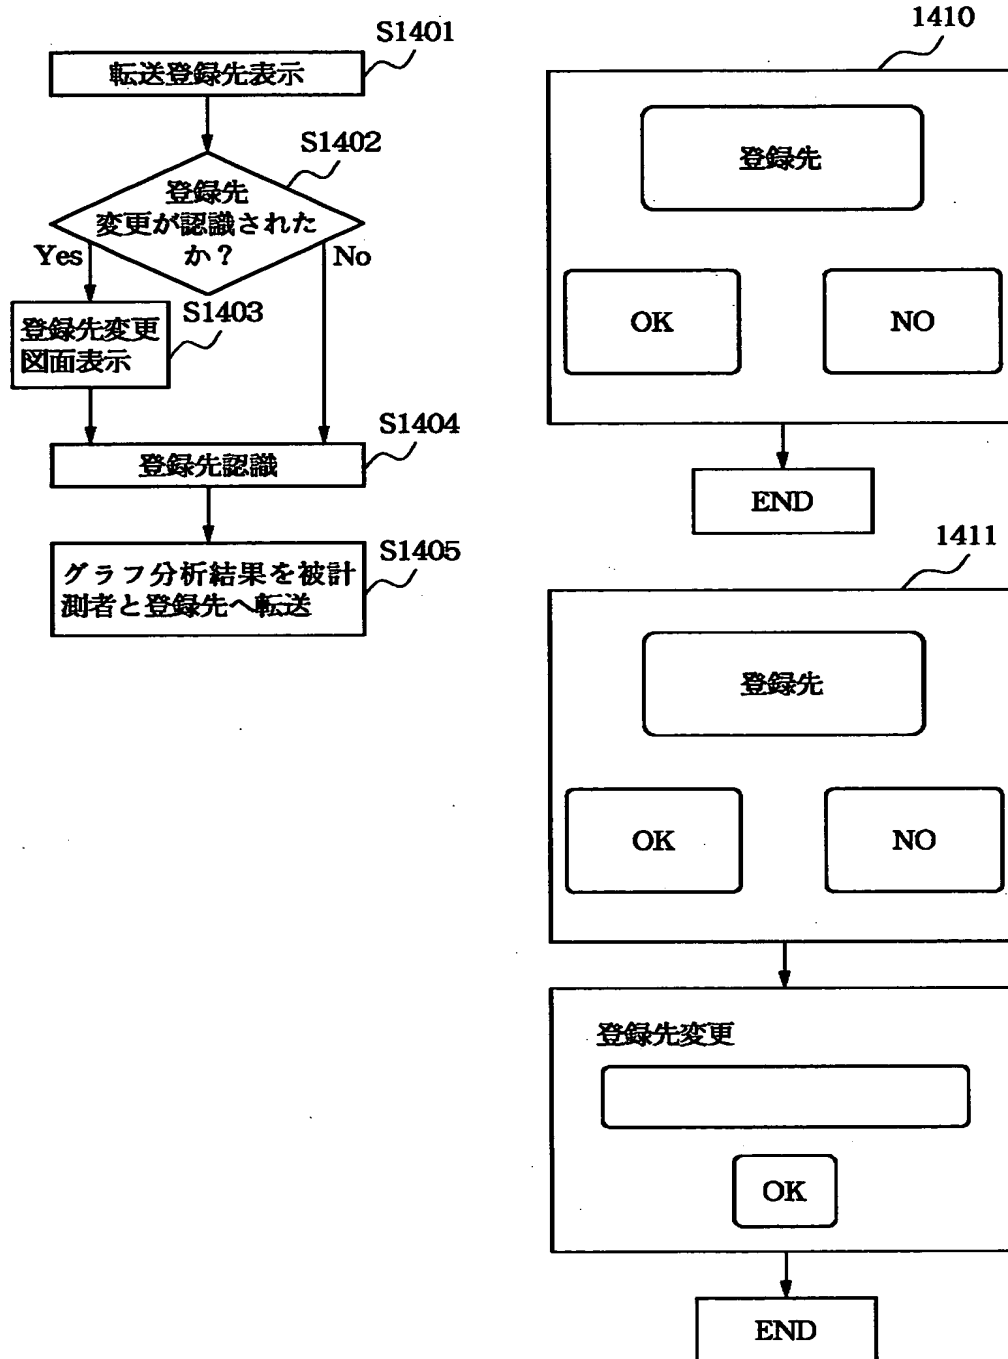 S1401
転送登録先表示
S1402
登録先
変更が認識された
か？
Yes
No
S1403
登録先変更
図面表示
S1404
登録先認識
S1405
グラフ分析結果を被計
測者と登録先へ転送
1410
登録先
OK
NO
END
1411
登録先
OK
NO
登録先変更
OK
END